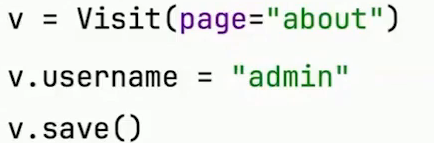 v = Visit(page="about")
v.username = "admin"
v.save()